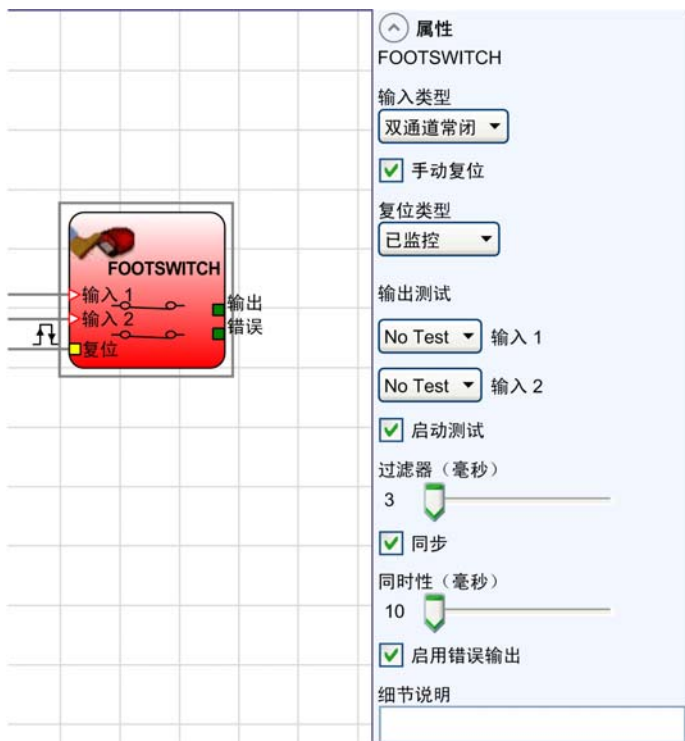 属性
FOOTSWITCH
输入类型
双通道常闭
手动复位
复位类型
已监控
输出测试
No Test 输入 1
No Test 输入 2
启动测试
过滤器（毫秒）
3
同步
同时性（毫秒）
10
启用错误输出
细节说明
FOOTSWITCH
输入 1
输入 2
复位
输出
错误